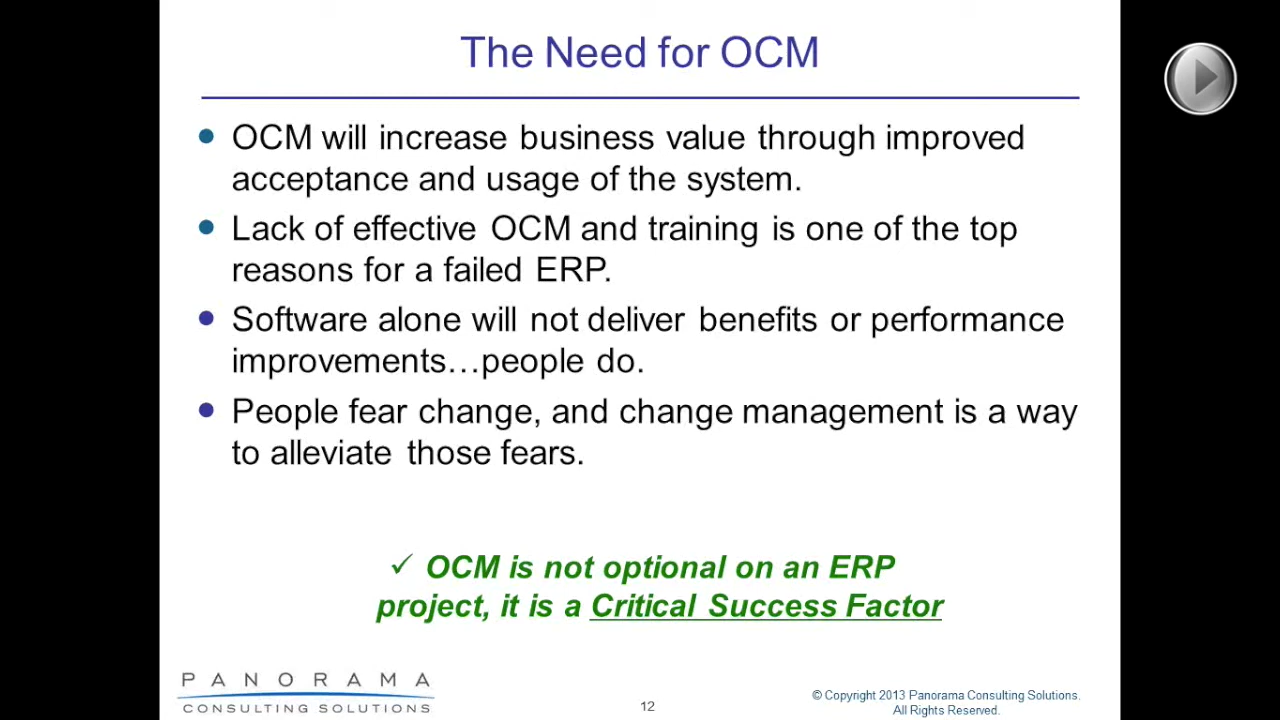 The Need for OCM
OCM will increase business value through improved
acceptance and usage of the system.
Lack of effective OCM and training is one of the top
reasons for a failed ERP.
Software alone will not deliver benefits or performance
improvements…people do.
People fear change, and change management is a way
to alleviate those fears.
✓ OCM is not optional on an ERP
project, it is a Critical Success Factor
PANORAMA
CONSULTING SOLUTIONS
12
© Copyright 2013 Panorama Consulting Solutions.
All Rights Reserved.